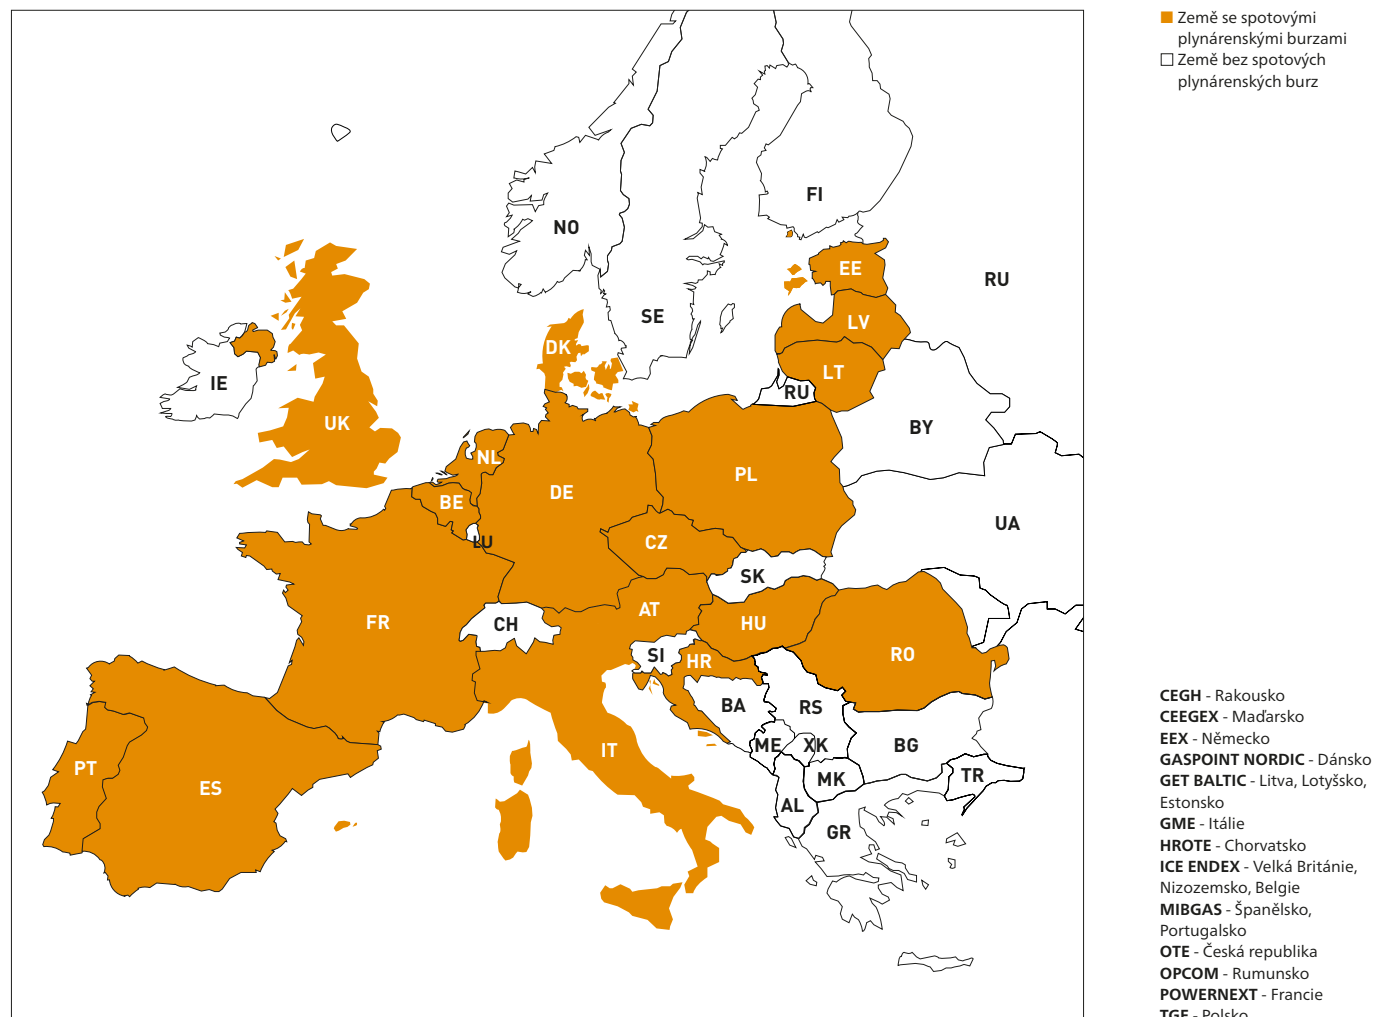 Země se spotovými
plynárenskými burzami
Země bez spotových
plynárenských burz
FI
NO
RU
EE
SE
LV
DK
LT
IE
RU
UK
BY
NL
PL
DE
BE
UA
LU
CZ
SK
AT
FR
CH
HU
SI
HR
RO
BA
RS
ME
XK
BG
IT
PT
TR
MK
ES
AL
GR
CEGH - Rakousko
CEEGEX - Maďarsko
EEX - Německo
GASPOINT NORDIC - Dánsko
GET BALTIC - Litva, Lotyšsko,
Estonsko
GME - Itálie
HROTE - Chorvatsko
ICE ENDEX - Velká Británie,
Nizozemsko, Belgie
MIBGAS - Španělsko,
Portugalsko
OTE - Česká republika
OPCOM - Rumunsko
POWERNEXT - Francie
TGE - Polsko